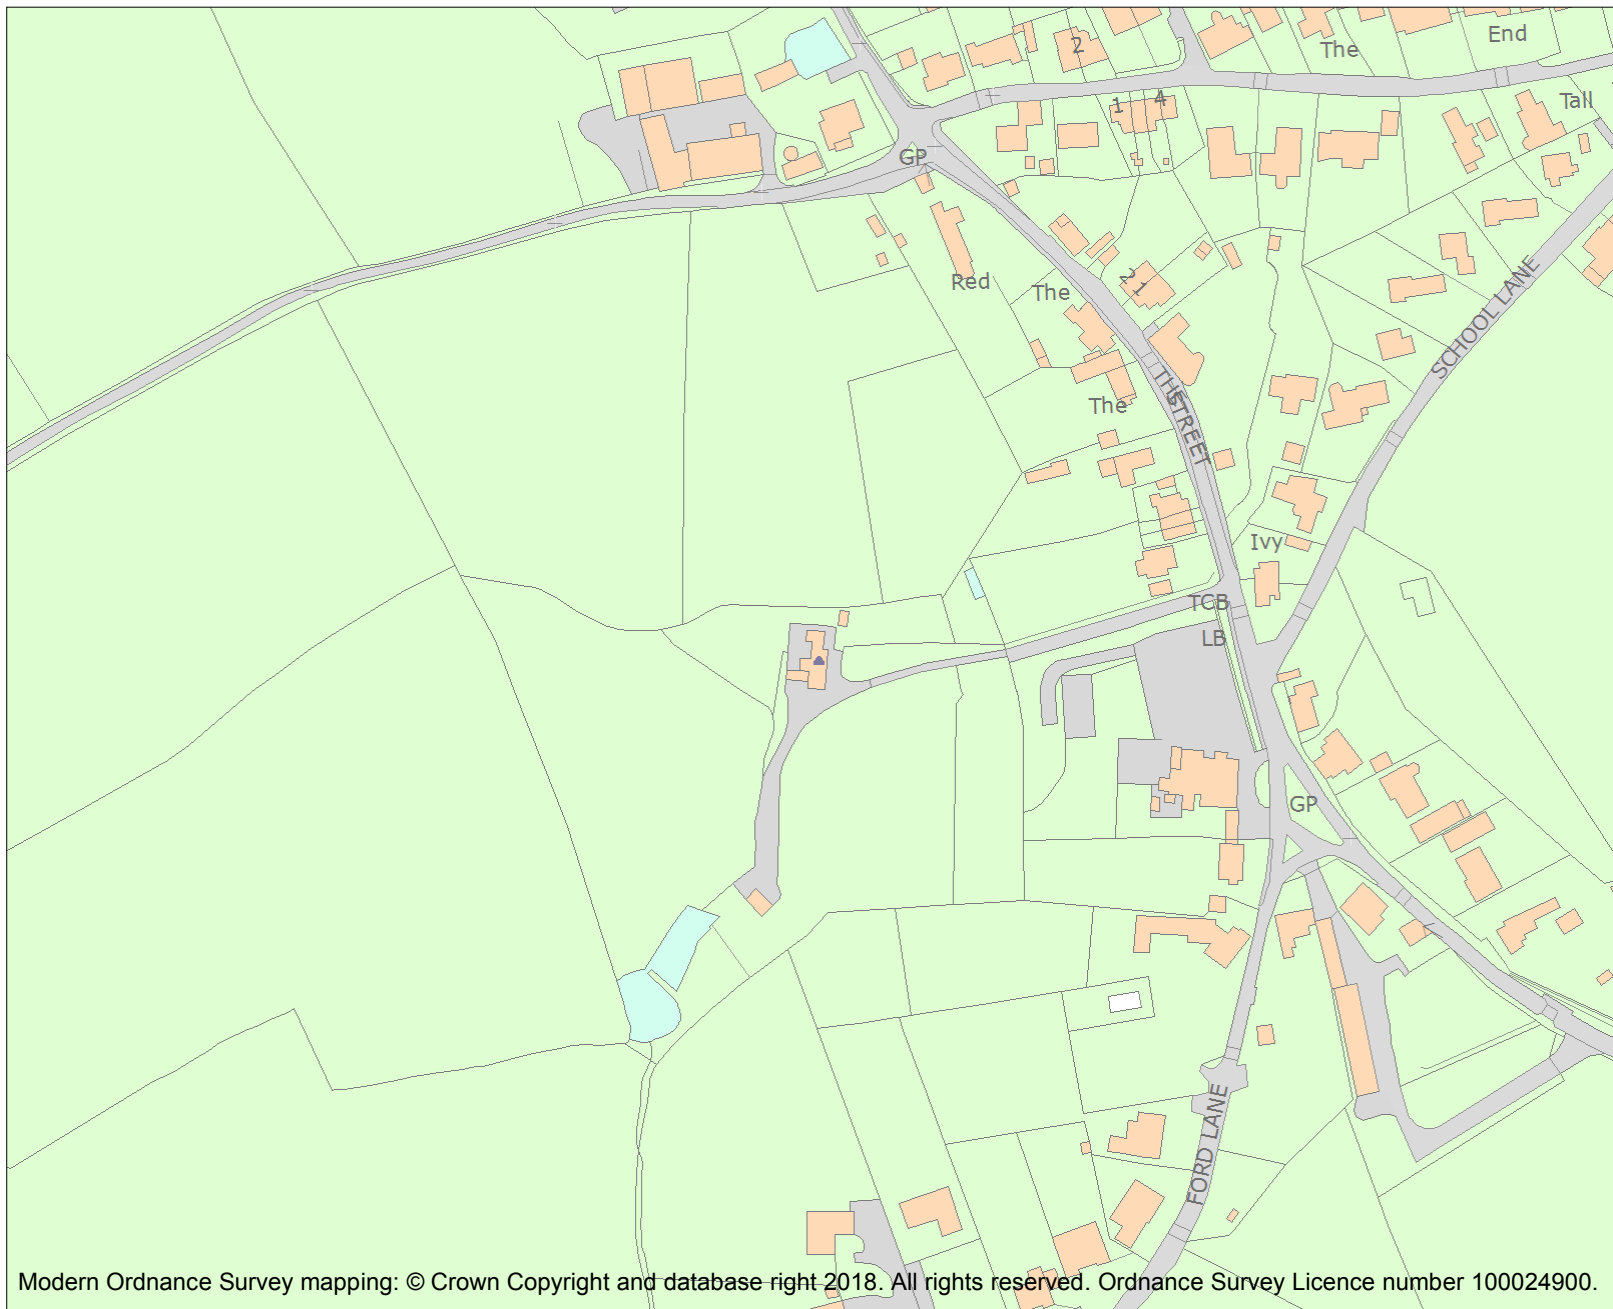 The
End
2
Tall
1
4
GP
Red
The
2
1
SCHOOL LANE
The
THE STREET
Ivy
TCB
LB
GP
FORD LANE
Modern Ordnance Survey mapping: © Crown Copyright and database right 2018. All rights reserved. Ordnance Survey Licence number 100024900.